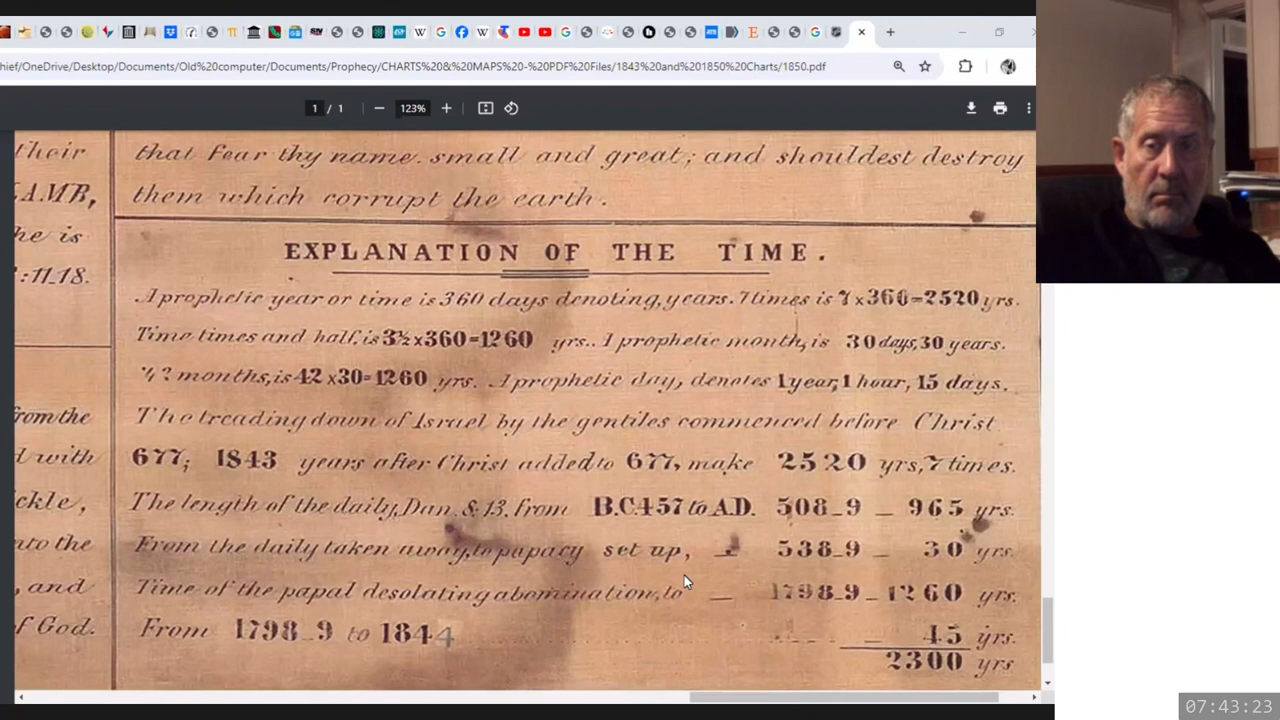 hief/OneDrive/Desktop/Documents/Old%20computer/Documents/Prophecy/CHARTS%20&%20MAPS%20-%20PDF%20Files/1843%20and%201850%20Charts/1850.pdf
1 / 1
123%
their
that fear thy name. small and great; and shouldest destroy
LAMB,
them which corrupt the earth.
he is
EXPLANATION OF THE TIME.
:11_18.
A prophetic year or time is 360 days denoting, years. 7 times is 7 x 360=2520 yrs.
Time times and half, is 3½ x 360=1260 yrs.. A prophetic month, is 30 days, 30 years.
42 months, is 42 x 30=1260 yrs. A prophetic day, denotes 1 year, 1 hour, 15 days.
from the
The treading down of Israel by the gentiles commenced before Christ
d with
677; 1843 years after Christ added to 677, make 2520 yrs, 7 times.
ckle,
The length of the daily, Dan. 8. 13. from B.C.457 to A.D. 508_9 _ 965 yrs.
nto the
From the daily taken away, to papacy set up, _ 538_9 _ 30 yrs.
, and
Time of the papal desolating abomination, to _ 1798_9_1260 yrs.
of God.
From 1798_9 to 1844 _ 45 yrs.
2300 yrs
07:43:23